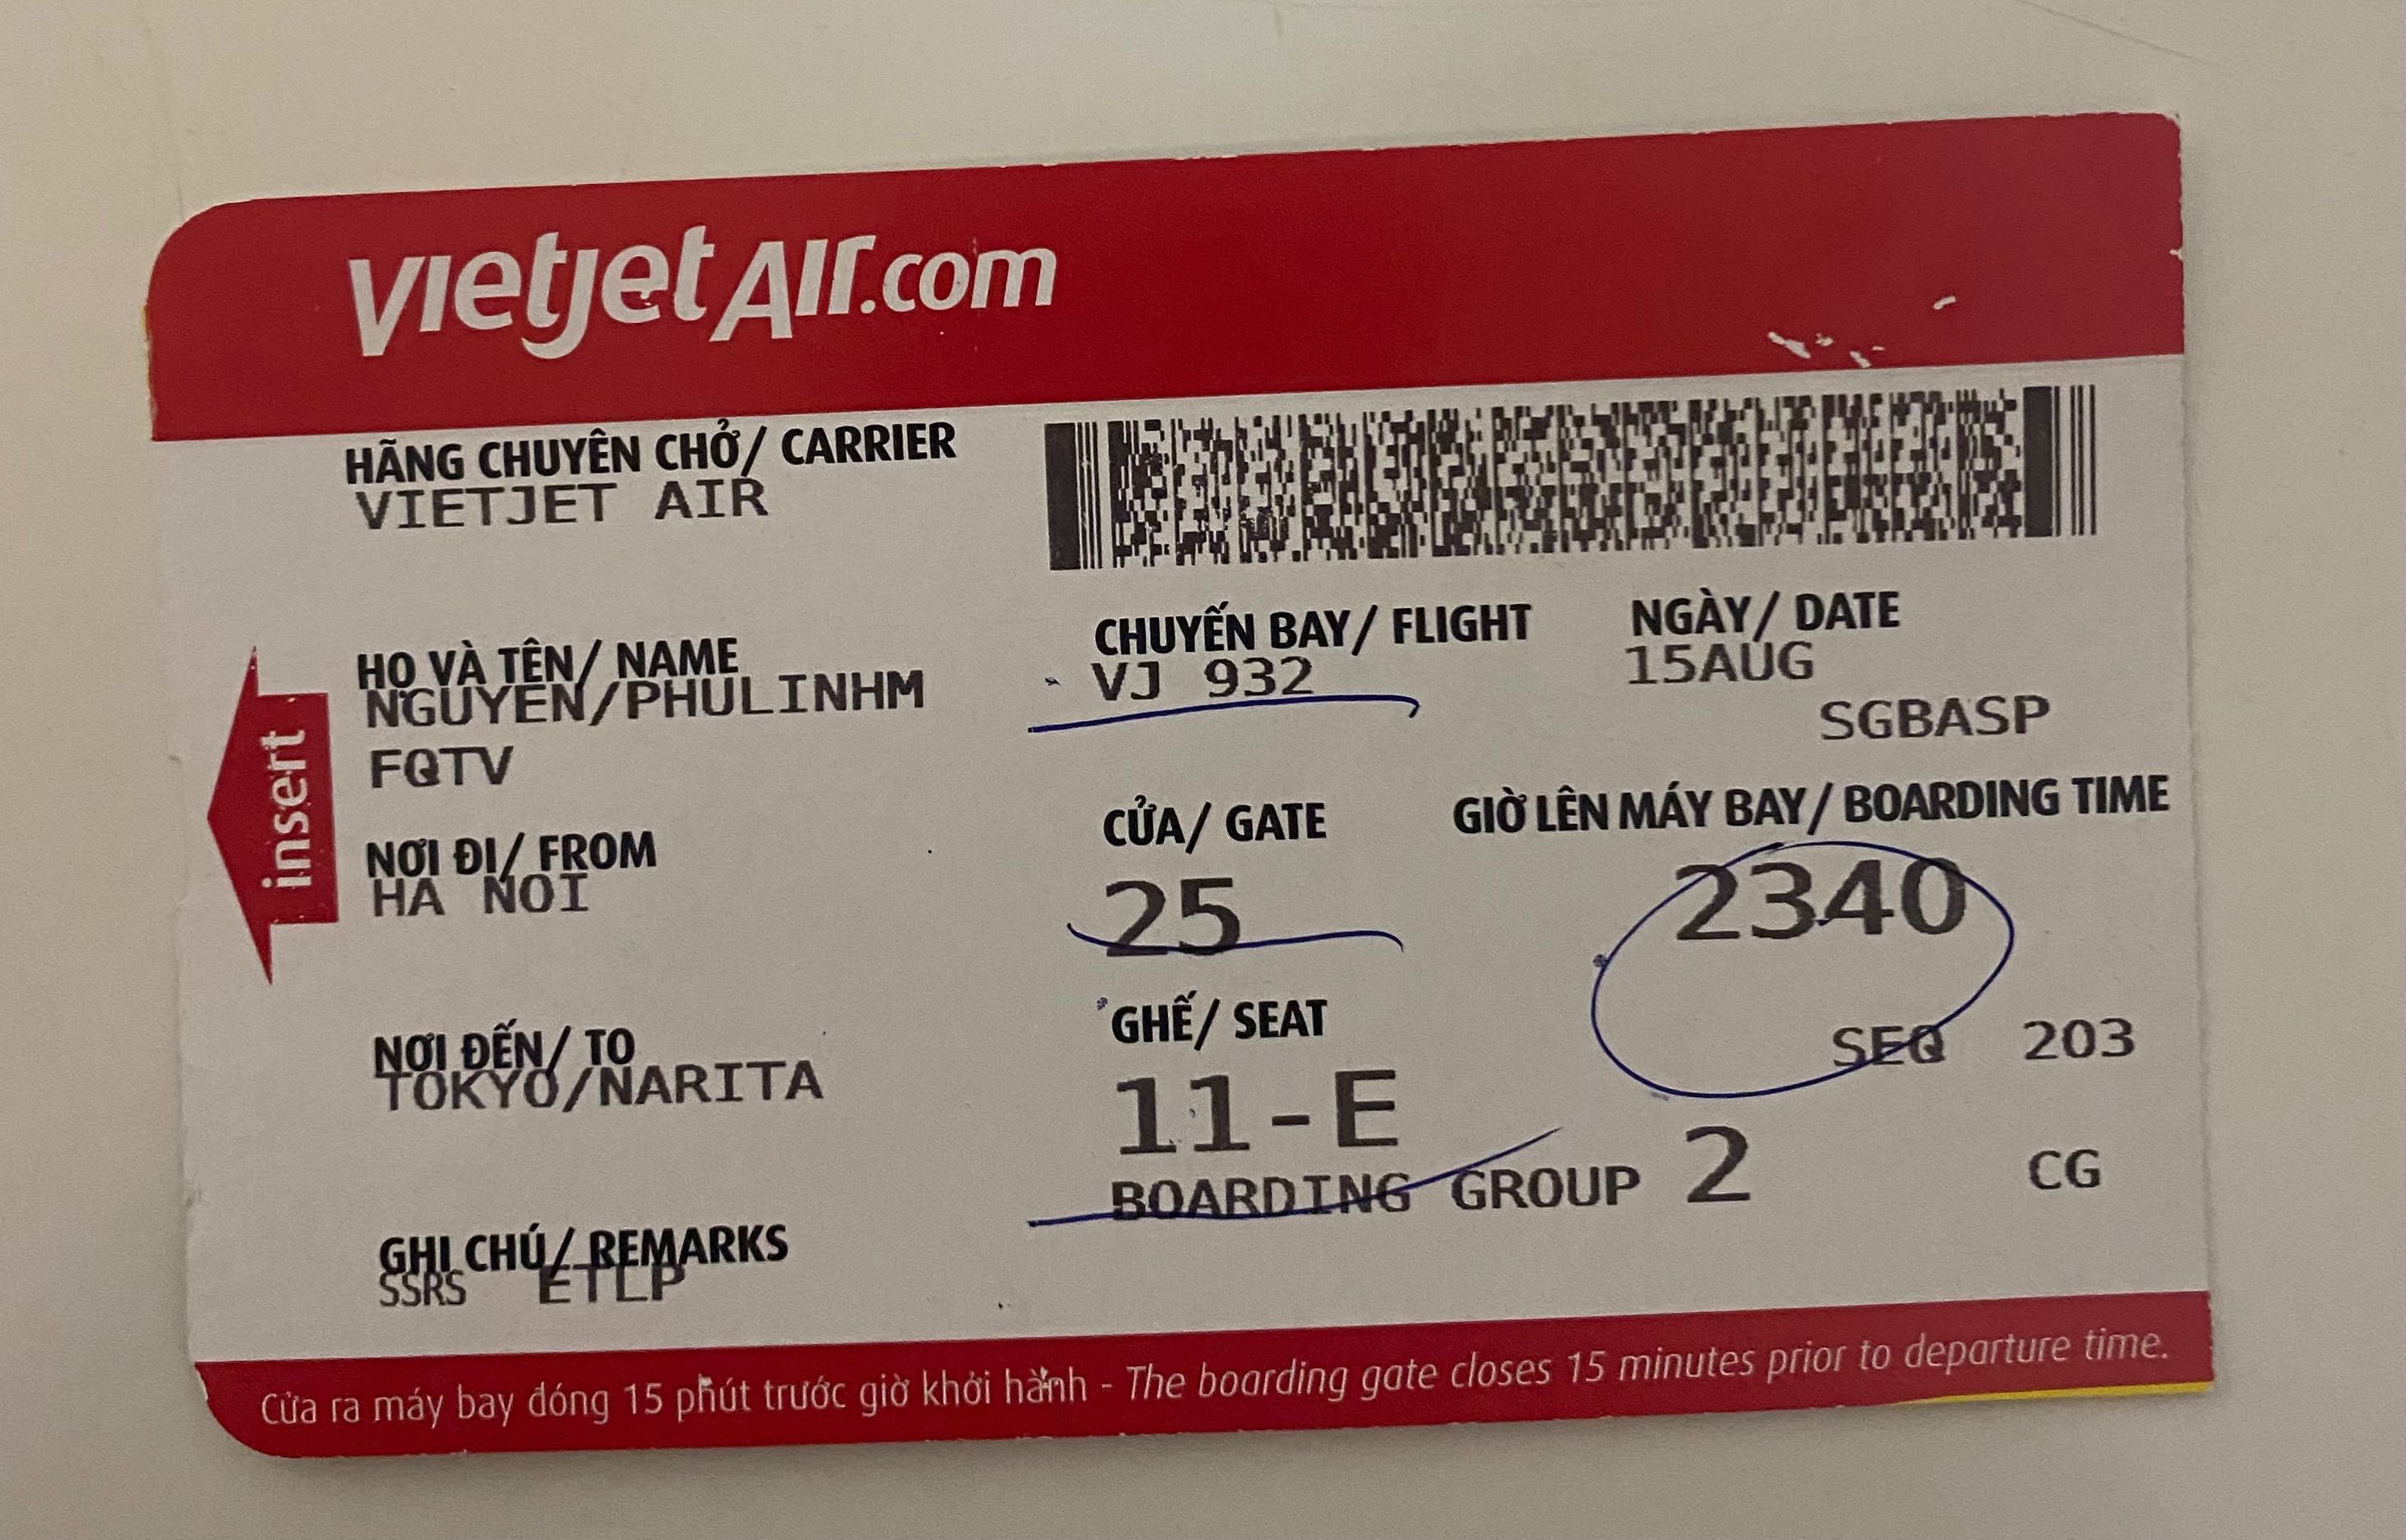 vietjetAir.com
HÃNG CHUYÊN CHỞ/ CARRIER
VIETJET AIR
HỌ VÀ TÊN/ NAME
NGUYEN/PHULINHM
FQTV
NƠI ĐI/ FROM
HA NOI
NƠI ĐẾN/ TO
TOKYO/NARITA
GHI CHÚ/ REMARKS
SSRS ETLP
insert
CHUYẾN BAY/ FLIGHT
VJ 932
NGÀY/ DATE
15AUG
SGBASP
CỬA/ GATE
25
GIỜ LÊN MÁY BAY/ BOARDING TIME
2340
GHẾ/ SEAT
11-E
SEQ 203
BOARDING GROUP 2
CG
Cửa ra máy bay đóng 15 phút trước giờ khởi hành - The boarding gate closes 15 minutes prior to departure time.